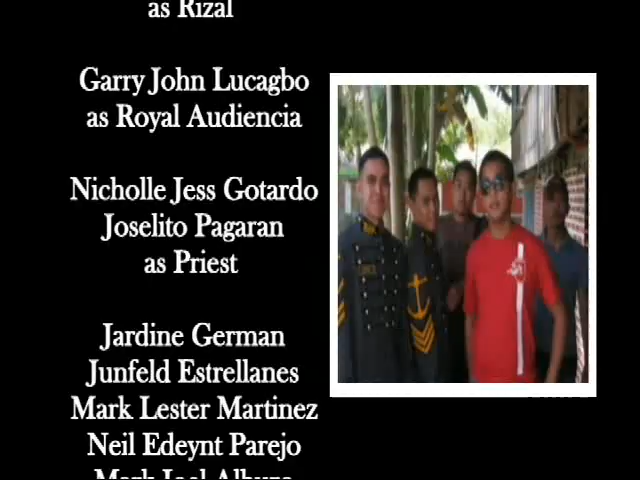 as Rizal
Garry John Lucagbo
as Royal Audiencia
Nicholle Jess Gotardo
Joselito Pagaran
as Priest
Jardine German
Junfeld Estrellanes
Mark Lester Martinez
Neil Edeynt Parejo